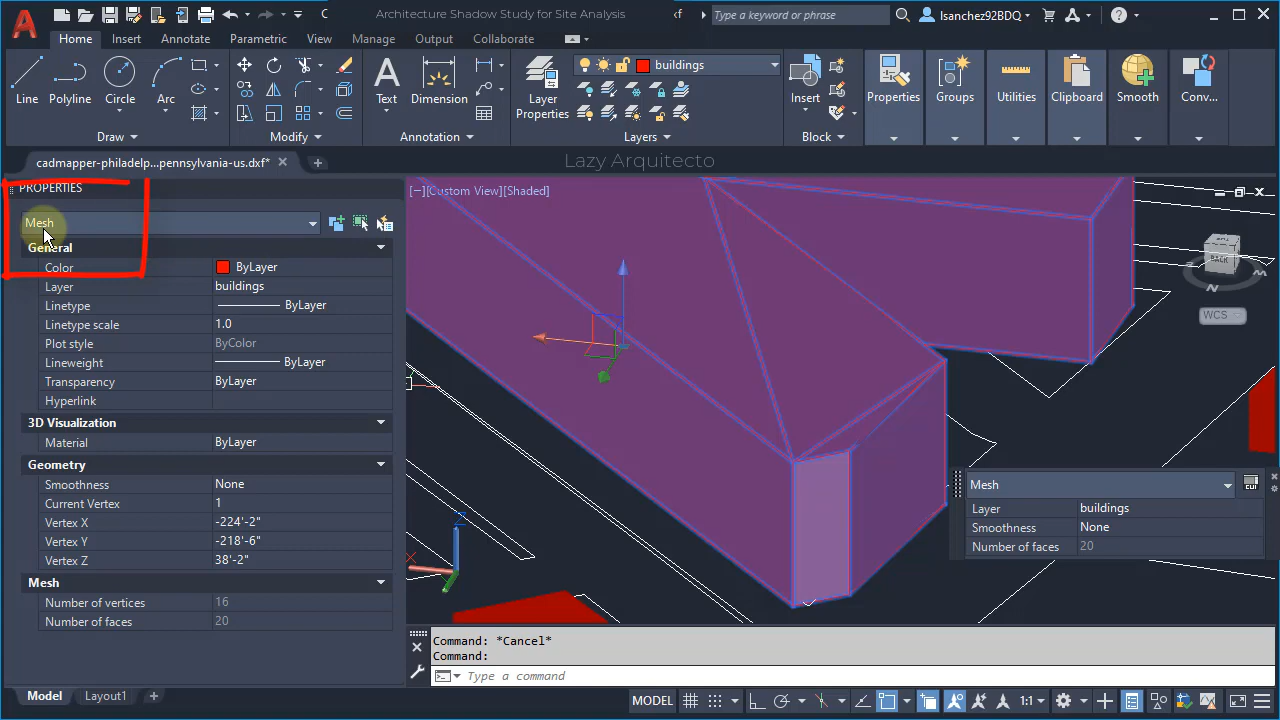 Architecture Shadow Study for Site Analysis
Type a keyword or phrase
lsanchez92BDQ
Home Insert Annotate Parametric View Manage Output Collaborate
Line Polyline Circle Arc
Draw
Modify
Text Dimension
Annotation
Layer
Properties
buildings
Layers
Insert
Block
Properties
Groups
Utilities
Clipboard
Smooth
Conv...
cadmapper-philadelp...pennsylvania-us.dxf*
Lazy Arquitecto
PROPERTIES
Mesh
General
Color ByLayer
Layer buildings
Linetype ByLayer
Linetype scale 1.0
Plot style ByColor
Lineweight ByLayer
Transparency ByLayer
Hyperlink
3D Visualization
Material ByLayer
Geometry
Smoothness None
Current Vertex 1
Vertex X -224'-2"
Vertex Y -218'-6"
Vertex Z 38'-2"
Mesh
Number of vertices 16
Number of faces 20
[−][Custom View][Shaded]
BACK
N
WCS
Z
X
Mesh
Layer buildings
Smoothness None
Number of faces 20
Command: *Cancel*
Command:
Type a command
Model Layout1
MODEL
1:1